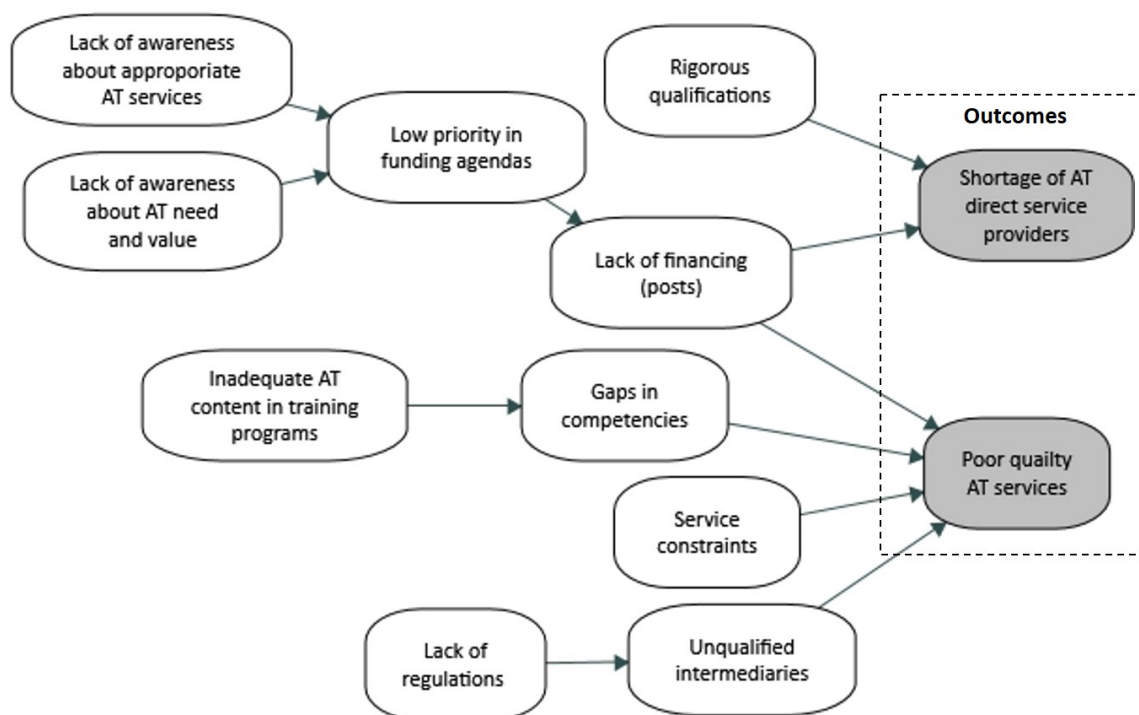 Lack of awareness
about approporiate
AT services
Rigorous
qualifications
Outcomes
Low priority in
funding agendas
Shortage of AT
direct service
providers
Lack of awareness
about AT need
and value
Lack of financing
(posts)
Inadequate AT
content in training
programs
Gaps in
competencies
Poor quailty
AT services
Service
constraints
Lack of
regulations
Unqualified
intermediaries